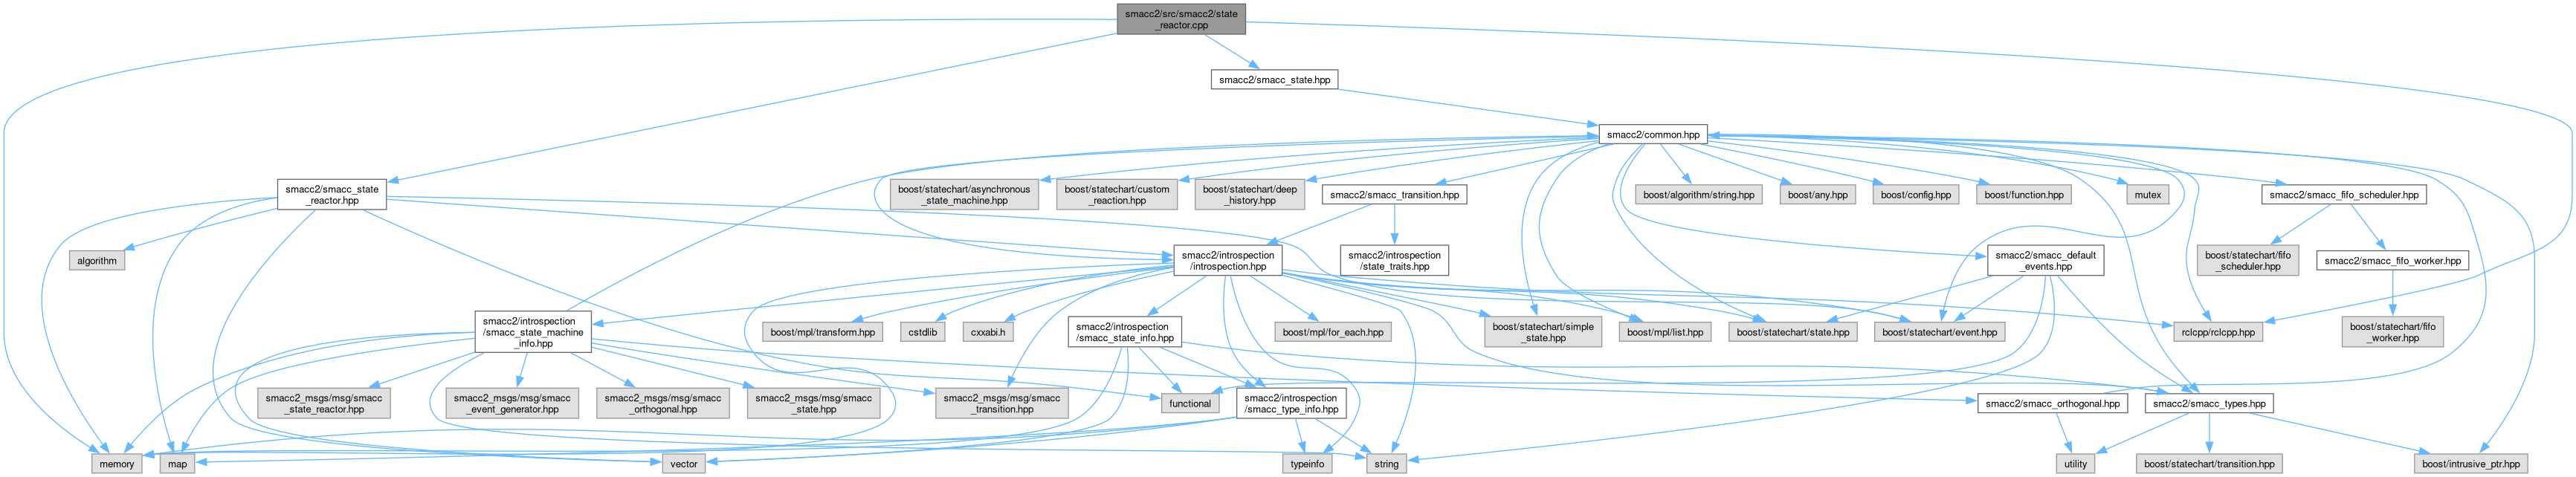 smacc2/src/smacc2/state
_reactor.cpp
smacc2/smacc_state.hpp
smacc2/common.hpp
smacc2/smacc_state
_reactor.hpp
boost/statechart/asynchronous
_state_machine.hpp
boost/statechart/custom
_reaction.hpp
boost/statechart/deep
_history.hpp
smacc2/smacc_transition.hpp
boost/algorithm/string.hpp
boost/any.hpp
boost/config.hpp
boost/function.hpp
mutex
smacc2/smacc_fifo_scheduler.hpp
algorithm
smacc2/introspection
/introspection.hpp
smacc2/introspection
/state_traits.hpp
smacc2/smacc_default
_events.hpp
boost/statechart/fifo
_scheduler.hpp
smacc2/smacc_fifo_worker.hpp
smacc2/introspection
/smacc_state_machine
_info.hpp
boost/mpl/transform.hpp
cstdlib
cxxabi.h
smacc2/introspection
/smacc_state_info.hpp
boost/mpl/for_each.hpp
boost/statechart/simple
_state.hpp
boost/mpl/list.hpp
boost/statechart/state.hpp
boost/statechart/event.hpp
rclcpp/rclcpp.hpp
boost/statechart/fifo
_worker.hpp
smacc2_msgs/msg/smacc
_state_reactor.hpp
smacc2_msgs/msg/smacc
_event_generator.hpp
smacc2_msgs/msg/smacc
_orthogonal.hpp
smacc2_msgs/msg/smacc
_state.hpp
smacc2_msgs/msg/smacc
_transition.hpp
functional
smacc2/introspection
/smacc_type_info.hpp
smacc2/smacc_orthogonal.hpp
smacc2/smacc_types.hpp
memory
map
vector
typeinfo
string
utility
boost/statechart/transition.hpp
boost/intrusive_ptr.hpp